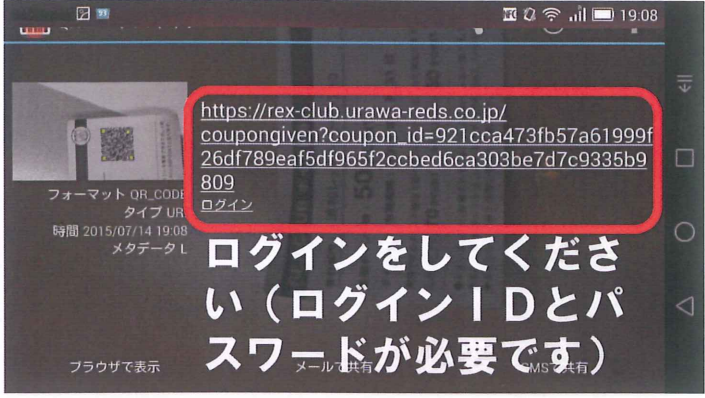 19:08
https://rex-club.urawa-reds.co.jp/
coupongiven?coupon_id=921cca473fb57a61999f
26df789eaf5df965f2ccbed6ca303be7d7c9335b9
809
ログイン
フォーマット QR_CODE
タイプ UR
時間 2015/07/14 19:08
メタデータ L
ログインをしてくださ
い（ログインＩＤとパ
スワードが必要です）
ブラウザで表示
メールで共有
SMSで共有